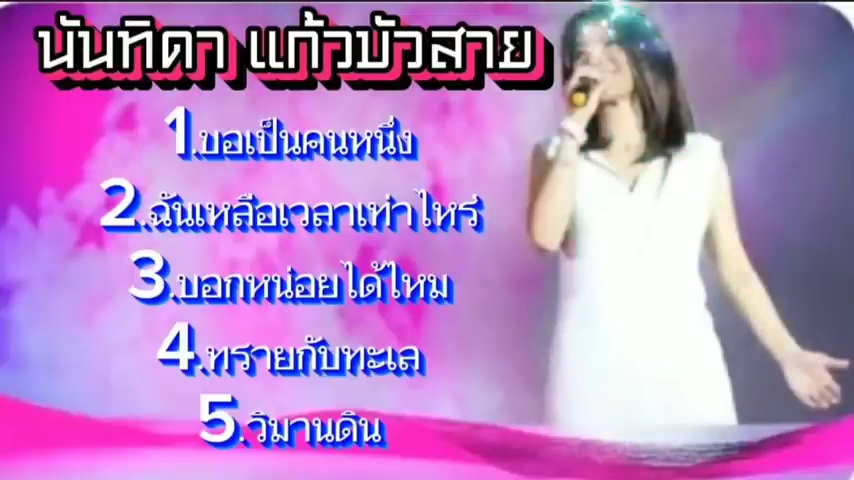 นันทิดา แก้วบัวสาย
1.ขอเป็นคนหนึ่ง
2.ฉันเหลือเวลาเท่าไหร่
3.บอกหน่อยได้ไหม
4.ทรายกับทะเล
5.วิมานดิน